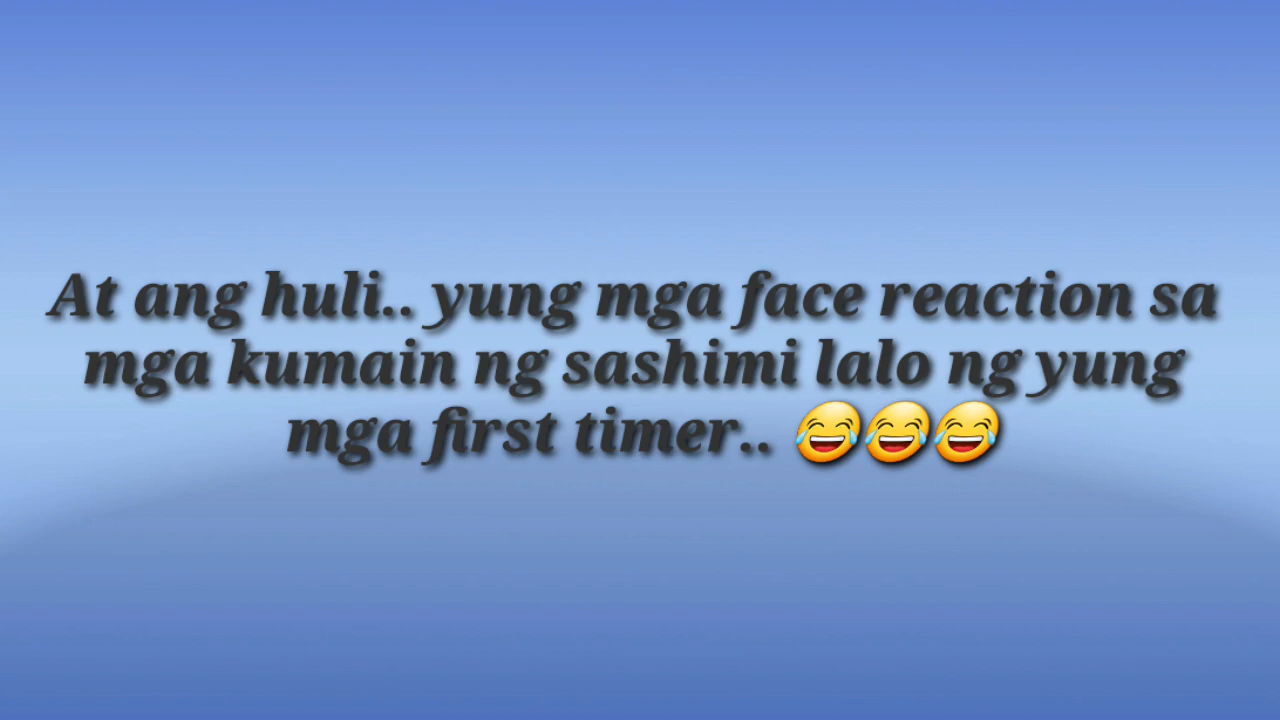 At ang huli.. yung mga face reaction sa
mga kumain ng sashimi lalo ng yung
mga first timer.. 😂😂😂